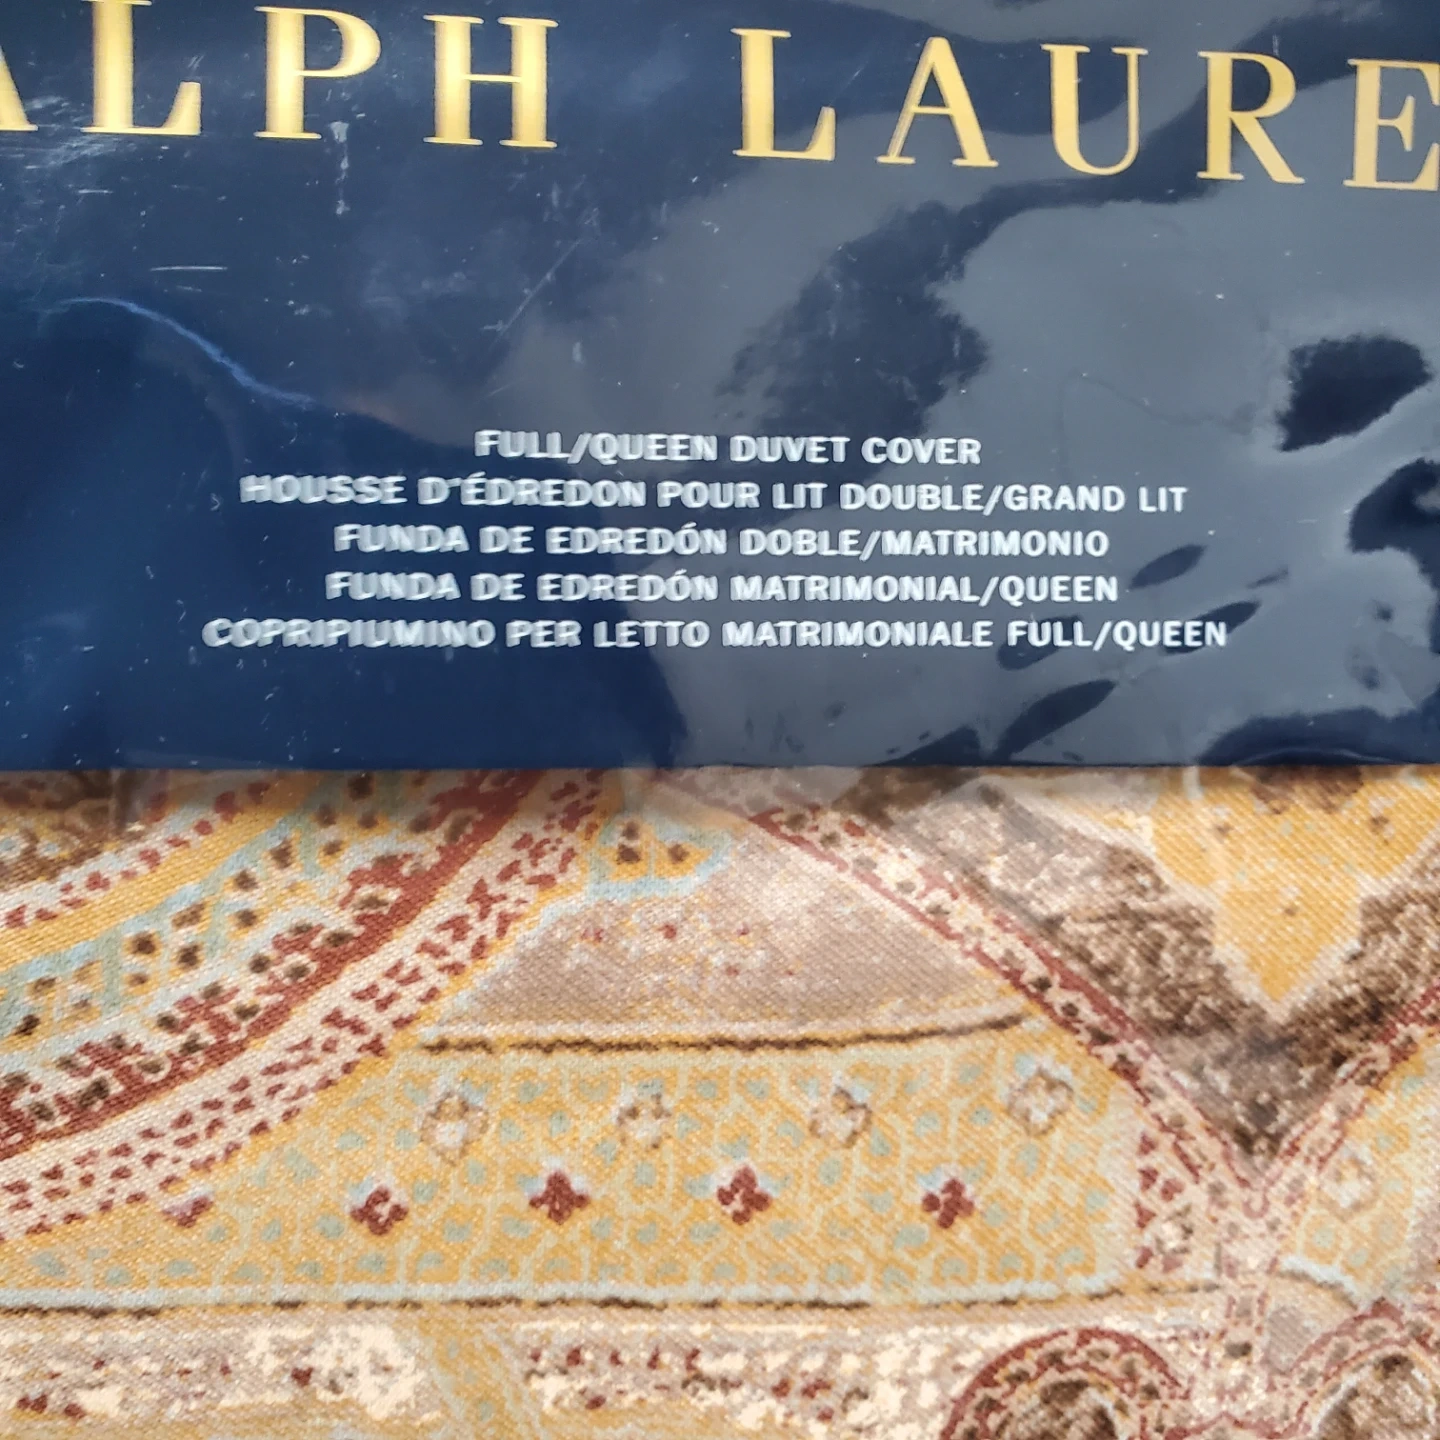 ALPH LAURE
FULL/QUEEN DUVET COVER
HOUSSE D'ÉDREDON POUR LIT DOUBLE/GRAND LIT
FUNDA DE EDREDÓN DOBLE/MATRIMONIO
FUNDA DE EDREDÓN MATRIMONIAL/QUEEN
COPRIPIUMINO PER LETTO MATRIMONIALE FULL/QUEEN